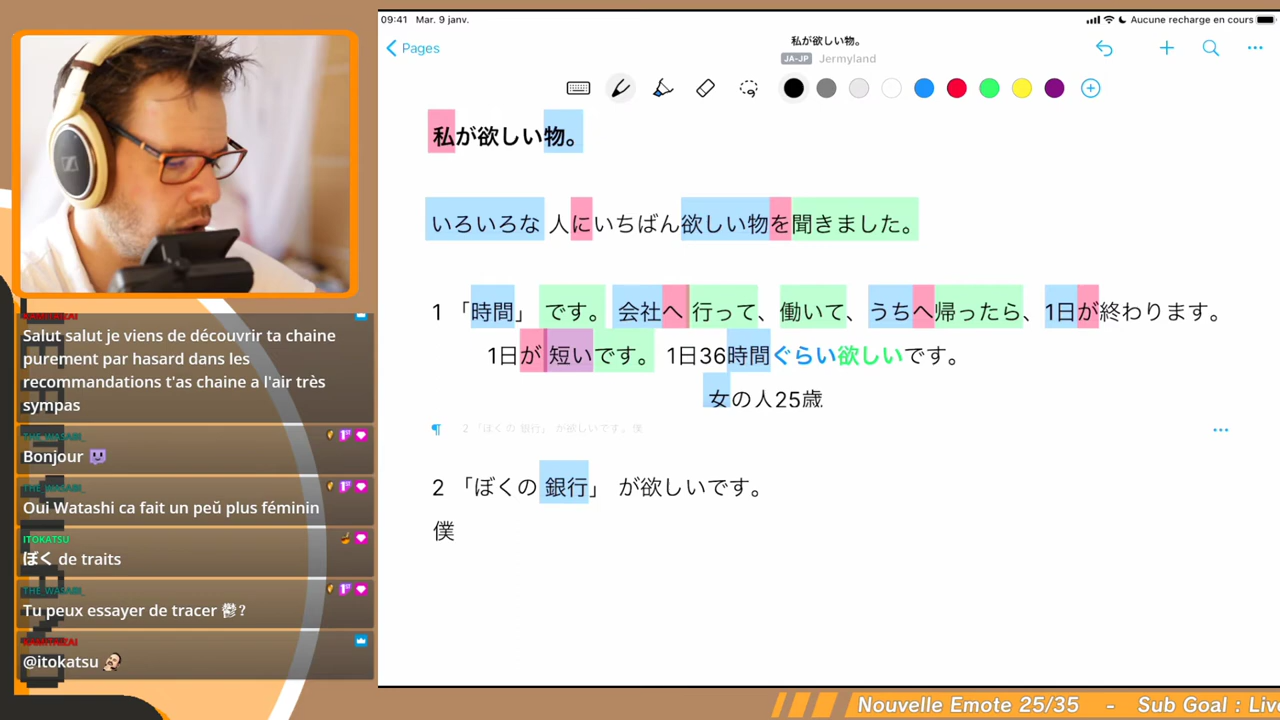 09:41 Mar. 9 janv.
Aucune recharge en cours
Pages
私が欲しい物。
JA-JP Jermyland
私が欲しい物。
いろいろな 人にいちばん欲しい物を聞きました。
1 「時間」 です。 会社へ 行って、働いて、うちへ帰ったら、1日が終わります。
1日が 短いです。 1日36時間ぐらい欲しいです。
女の人25歳
2 「ぼくの 銀行」 が欲しいです。僕
2 「ぼくの 銀行」 が欲しいです。
僕
Salut salut je viens de découvrir ta chaine
purement par hasard dans les
recommandations t'as chaine a l'air très
sympas
THE_WASABI_
Bonjour
THE_WASABI_
Oui Watashi ca fait un peŭ plus féminin
ITOKATSU
ぼく de traits
THE_WASABI_
Tu peux essayer de tracer 鬱?
@itokatsu
Nouvelle Emote 25/35 - Sub Goal : Live